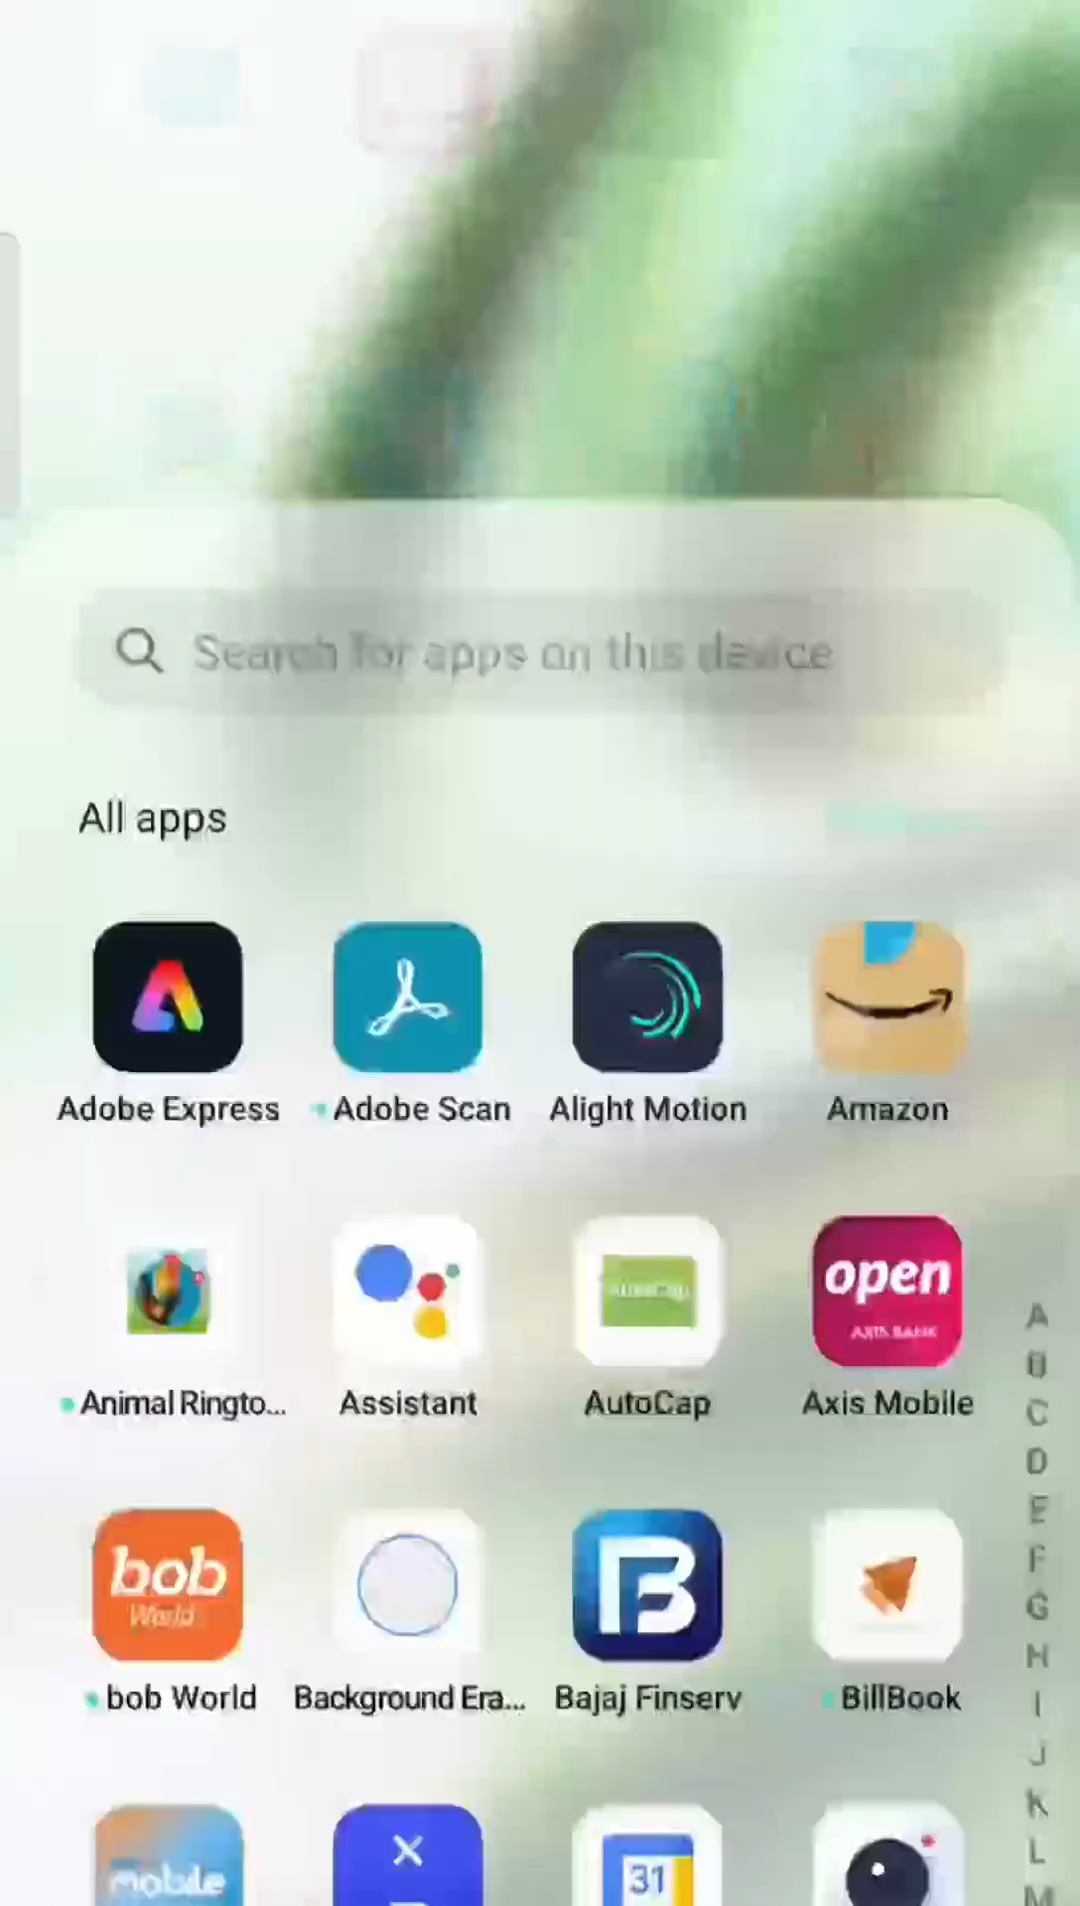 Search for apps on this device
All apps
Adobe Express
Adobe Scan
Alight Motion
Amazon
open
AXIS BANK
Animal Ringto...
Assistant
AutoCap
Axis Mobile
bob
World
bob World
Background Era...
Bajaj Finserv
BillBook
mobile
31
A
B
C
D
E
F
G
H
I
J
K
L
M